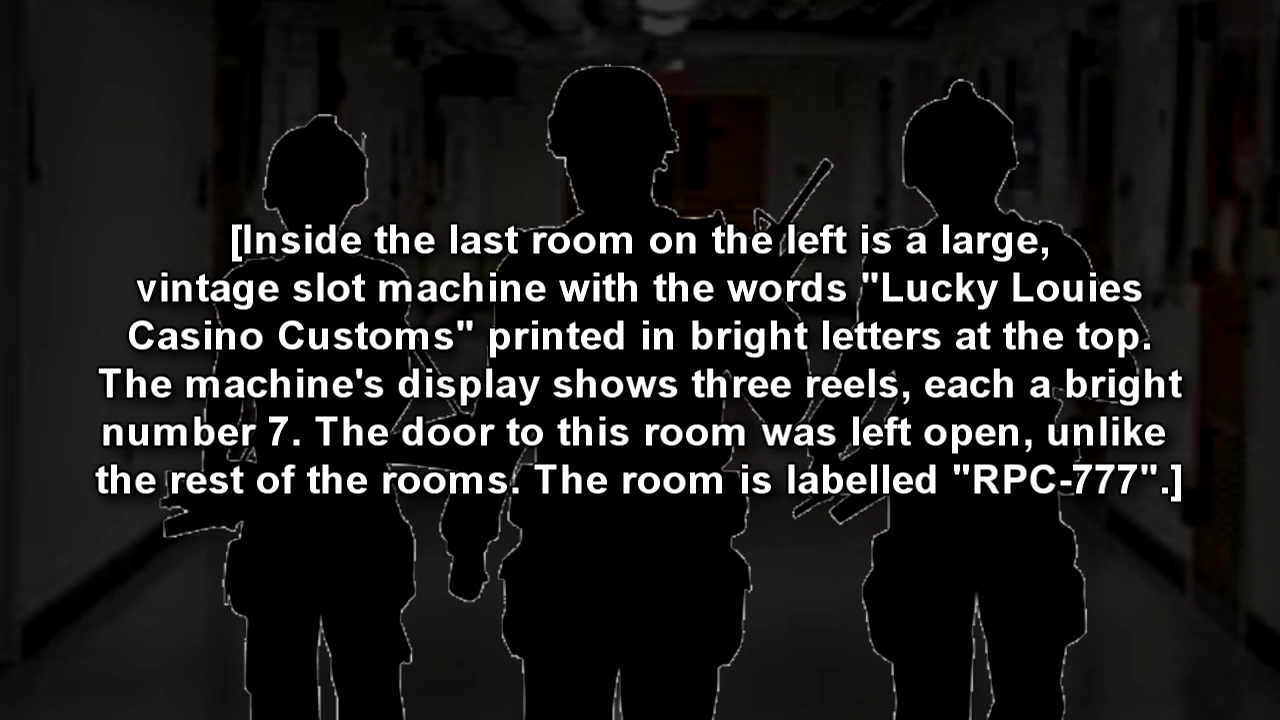 [Inside the last room on the left is a large,
vintage slot machine with the words "Lucky Louies
Casino Customs" printed in bright letters at the top.
The machine's display shows three reels, each a bright
number 7. The door to this room was left open, unlike
the rest of the rooms. The room is labelled "RPC-777".]